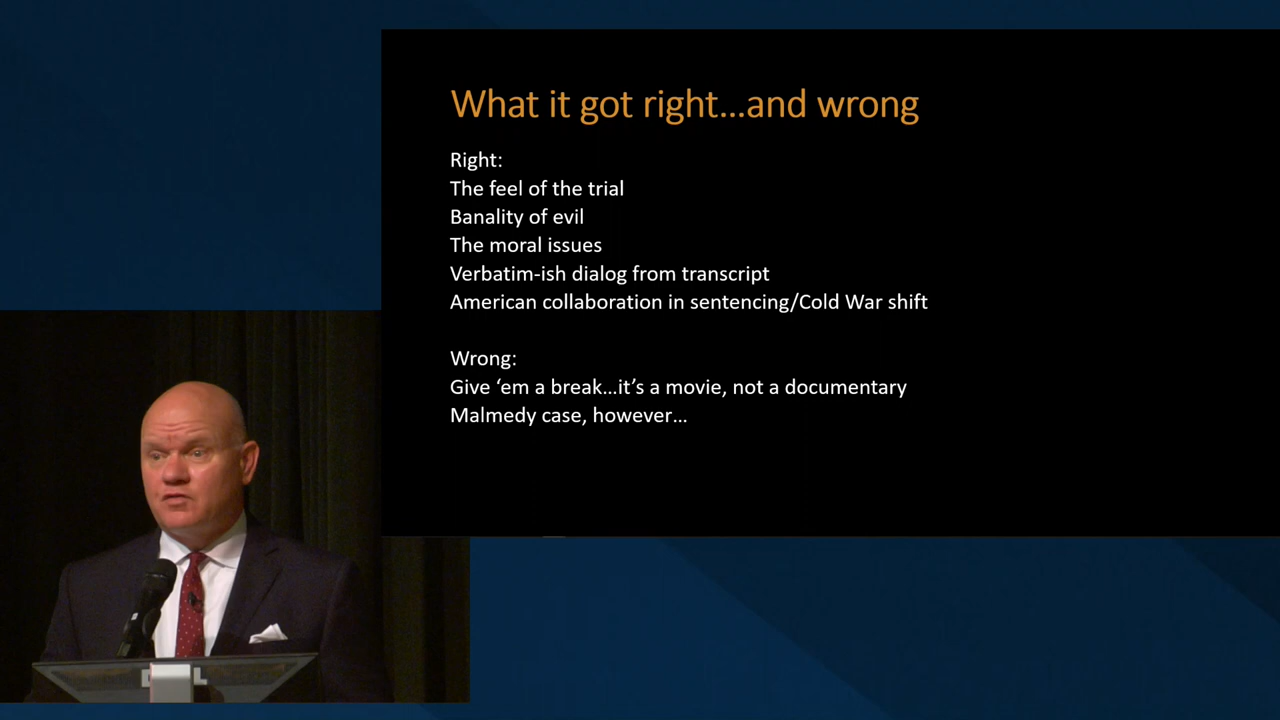 What it got right...and wrong
Right:
The feel of the trial
Banality of evil
The moral issues
Verbatim-ish dialog from transcript
American collaboration in sentencing/Cold War shift
Wrong:
Give ‘em a break...it’s a movie, not a documentary
Malmedy case, however...